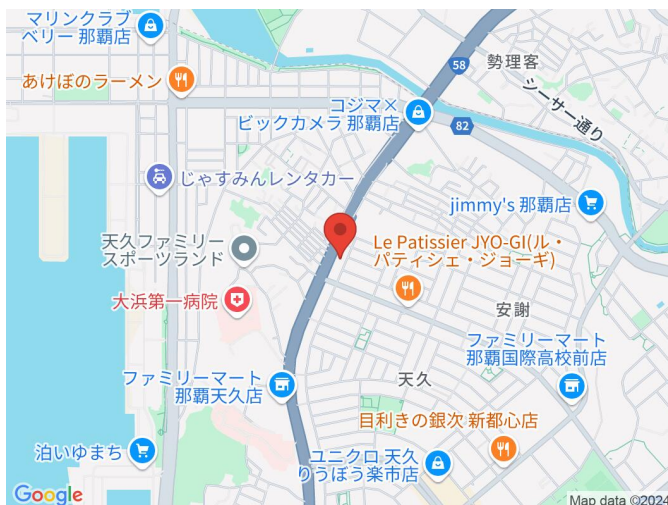 マリンクラブ
ベリー 那覇店
あけぼのラーメン
58
勢理客
シーサー通り
コジマ×
ビックカメラ 那覇店
82
じゃすみんレンタカー
jimmy's 那覇店
天久ファミリー
スポーツランド
Le Patissier JYO-GI(ル・
パティシェ・ジョーギ)
大浜第一病院
安謝
ファミリーマート
那覇国際高校前店
ファミリーマート
那覇天久店
天久
目利きの銀次 新都心店
泊いゆまち
ユニクロ 天久
りうぼう楽市店
Google
Map data ©2024